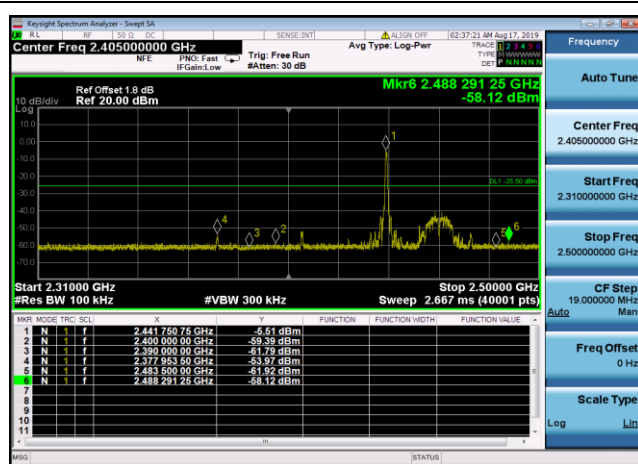 Keysight Spectrum Analyzer - Swept SA
RL RF 50 Ω DC SENSE:INT ALIGN OFF 02:37:21 AM Aug 17, 2019
Center Freq 2.405000000 GHz
NFE PNO: Fast IFGain:Low
Trig: Free Run #Atten: 30 dB
Avg Type: Log-Pwr
TRACE 1 2 3 4 5 6
TYPE
DET P N N N N N
Ref Offset 1.8 dB
10 dB/div Ref 20.00 dBm
Log
Mkr6 2.488 291 25 GHz
-58.12 dBm
10.0
0.00
-10.0
-20.0
-30.0
-40.0
-50.0
-60.0
-70.0
DL1 -25.50 dBm
1
4
3
2
5
6
Start 2.31000 GHz Stop 2.50000 GHz
#Res BW 100 kHz #VBW 300 kHz Sweep 2.667 ms (40001 pts)
MKR MODE TRC SCL X Y FUNCTION FUNCTION WIDTH FUNCTION VALUE
1 N 1 f 2.441 750 75 GHz -5.51 dBm
2 N 1 f 2.400 000 00 GHz -59.39 dBm
3 N 1 f 2.390 000 00 GHz -61.79 dBm
4 N 1 f 2.377 953 50 GHz -53.97 dBm
5 N 1 f 2.483 500 00 GHz -61.92 dBm
6 N 1 f 2.488 291 25 GHz -58.12 dBm
7
8
9
10
11
MSG STATUS
Frequency
Auto Tune
Center Freq
2.405000000 GHz
Start Freq
2.310000000 GHz
Stop Freq
2.500000000 GHz
CF Step
19.000000 MHz
Auto Man
Freq Offset
0 Hz
Scale Type
Log Lin